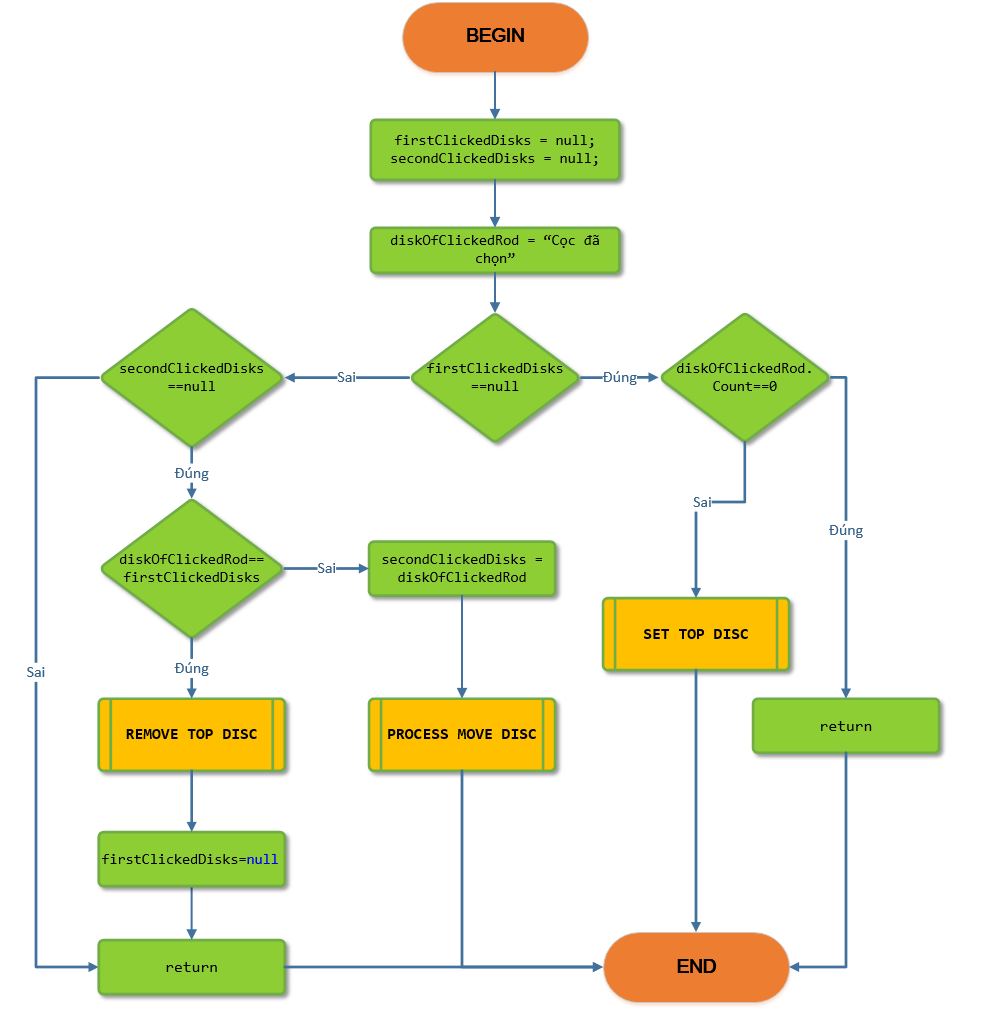 BEGIN
firstClickedDisks = null;
secondClickedDisks = null;
diskOfClickedRod = “Cọc đã
chọn”
secondClickedDisks
==null
Sai
firstClickedDisks
==null
Đúng
diskOfClickedRod.
Count==0
Đúng
Sai
Đúng
diskOfClickedRod==
firstClickedDisks
Sai
secondClickedDisks =
diskOfClickedRod
SET TOP DISC
Sai
Đúng
REMOVE TOP DISC
PROCESS MOVE DISC
return
firstClickedDisks=null
return
END